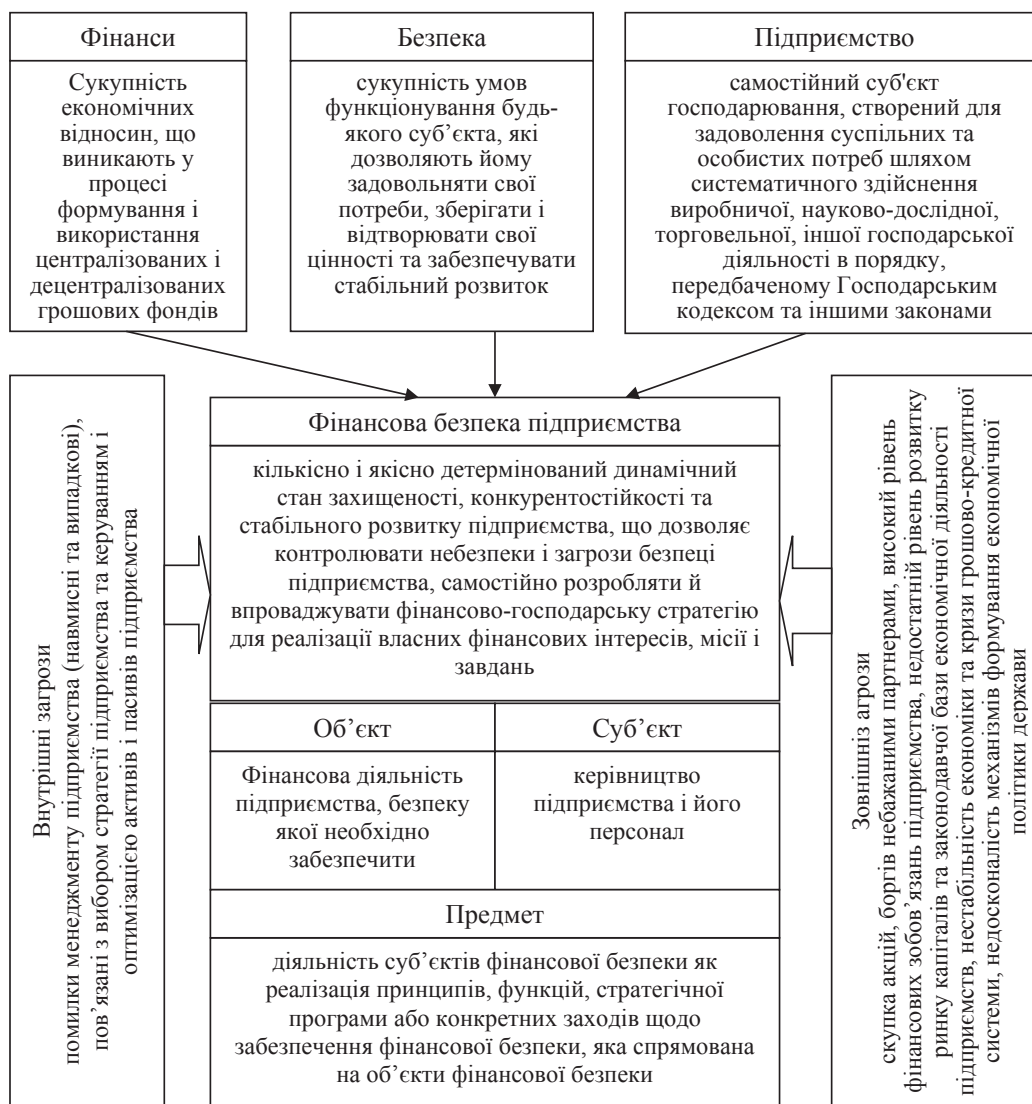 Фінанси
Сукупність
економічних
відносин, що
виникають у
процесі
формування і
використання
централізованих і
децентралізованих
грошових фондів
Безпека
сукупність умов
функціонування будь-
якого суб’єкта, які
дозволяють йому
задовольняти свої
потреби, зберігати і
відтворювати свої
цінності та забезпечувати
стабільний розвиток
Підприємство
самостійний суб'єкт
господарювання, створений для
задоволення суспільних та
особистих потреб шляхом
систематичного здійснення
виробничої, науково-дослідної,
торговельної, іншої господарської
діяльності в порядку,
передбаченому Господарським
кодексом та іншими законами
Внутрішні загрози
помилки менеджменту підприємства (навмисні та випадкові),
пов’язані з вибором стратегії підприємства та керуванням і
оптимізацією активів і пасивів підприємства
Фінансова безпека підприємства
кількісно і якісно детермінований динамічний
стан захищеності, конкурентостійкості та
стабільного розвитку підприємства, що дозволяє
контролювати небезпеки і загрози безпеці
підприємства, самостійно розробляти й
впроваджувати фінансово-господарську стратегію
для реалізації власних фінансових інтересів, місії і
завдань
Об’єкт
Фінансова діяльність
підприємства, безпеку
якої необхідно
забезпечити
Суб’єкт
керівництво
підприємства і його
персонал
Предмет
діяльність суб’єктів фінансової безпеки як
реалізація принципів, функцій, стратегічної
програми або конкретних заходів щодо
забезпечення фінансової безпеки, яка спрямована
на об’єкти фінансової безпеки
Зовнішніз агрози
скупка акцій, боргів небажаними партнерами, високий рівень
фінансових зобов’язань підприємства, недостатній рівень розвитку
ринку капіталів та законодавчої бази економічної діяльності
підприємств, нестабільність економіки та кризи грошово-кредитної
системи, недосконалість механізмів формування економічної
політики держави